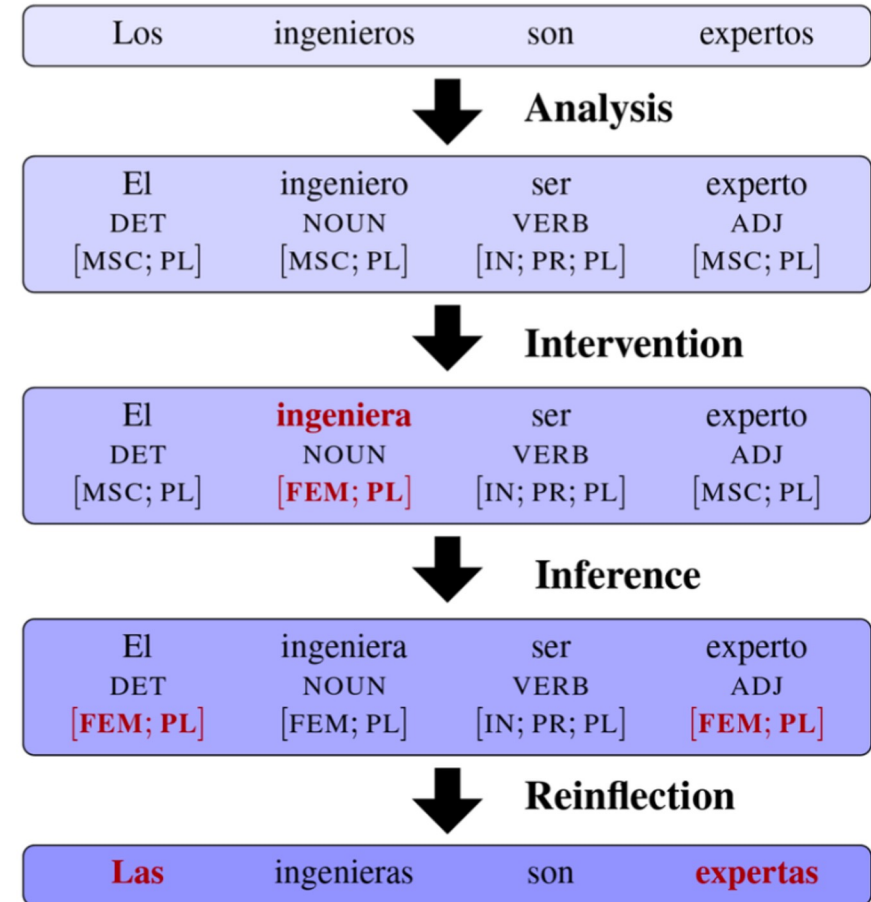 Los ingenieros son expertos
Analysis
El ingeniero ser experto
DET NOUN VERB ADJ
[MSC; PL] [MSC; PL] [IN; PR; PL] [MSC; PL]
Intervention
El ingeniera ser experto
DET NOUN VERB ADJ
[MSC; PL] [FEM; PL] [IN; PR; PL] [MSC; PL]
Inference
El ingeniera ser experto
DET NOUN VERB ADJ
[FEM; PL] [FEM; PL] [IN; PR; PL] [FEM; PL]
Reinflection
Las ingenieras son expertas